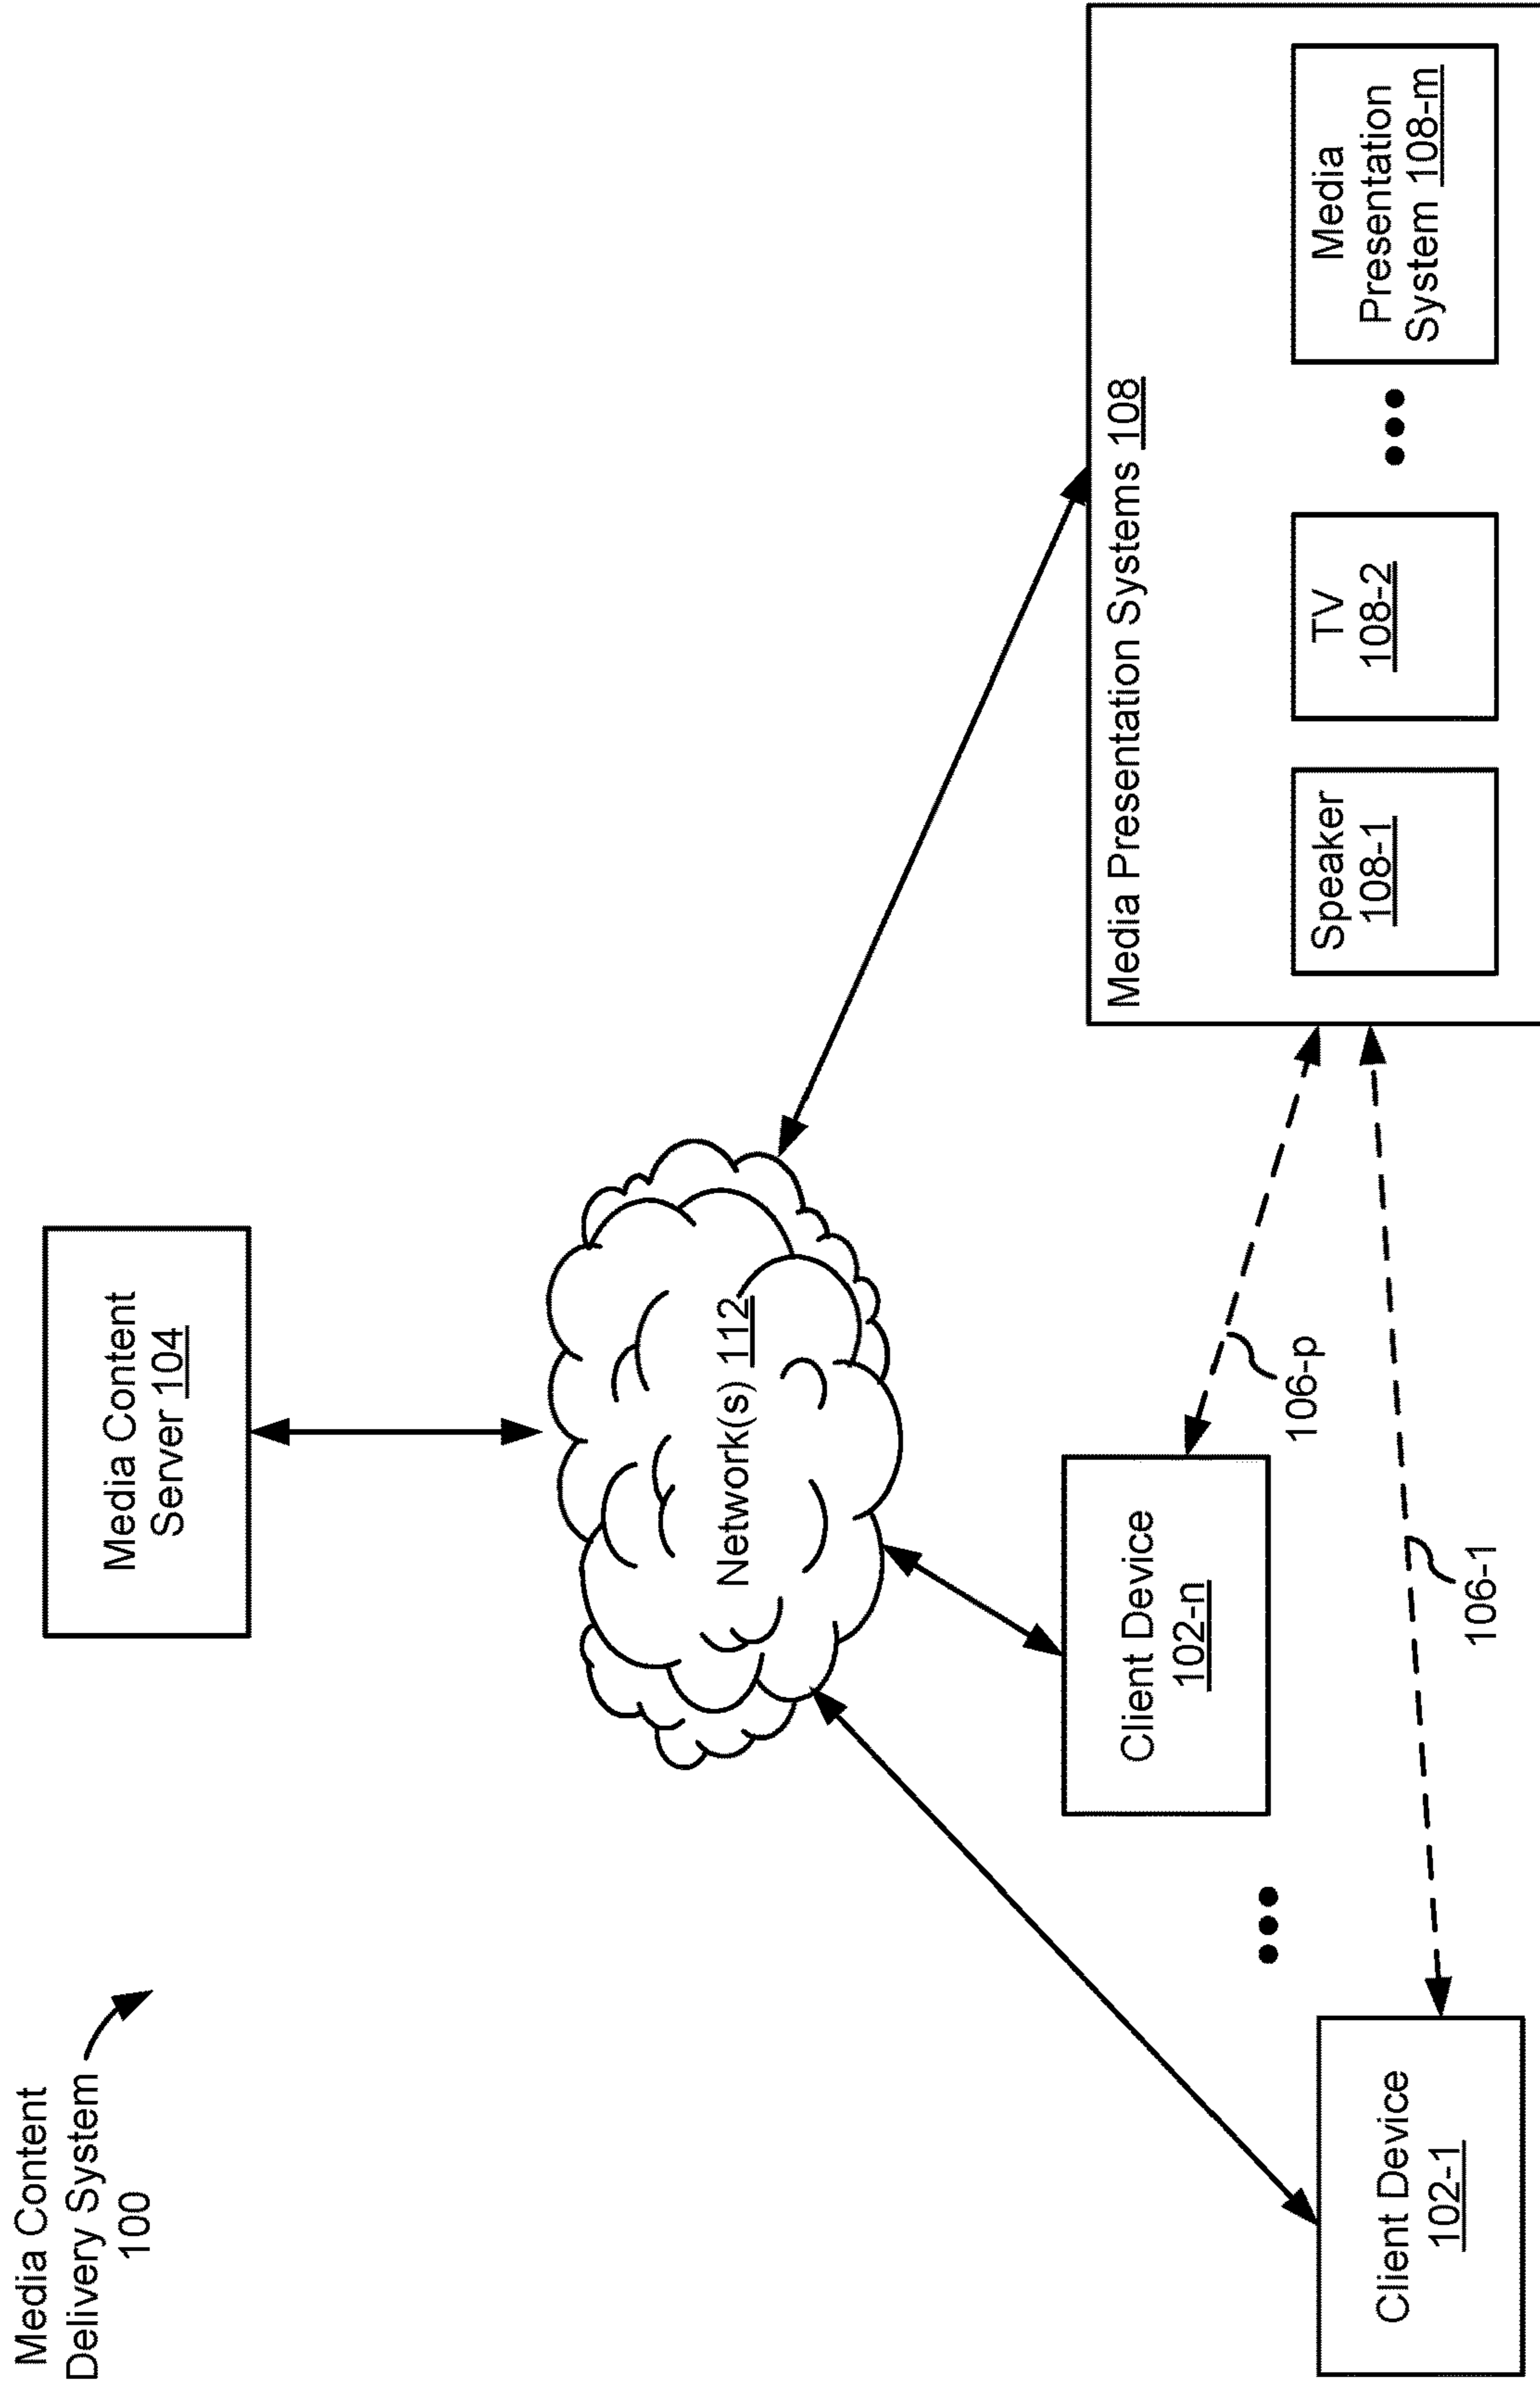 Media Content
Delivery System
100
Media Content
Server 104
Network(s) 112
Client Device
102-1
Client Device
102-n
106-p
106-1
Media Presentation Systems 108
Speaker
108-1
TV
108-2
Media
Presentation
System 108-m